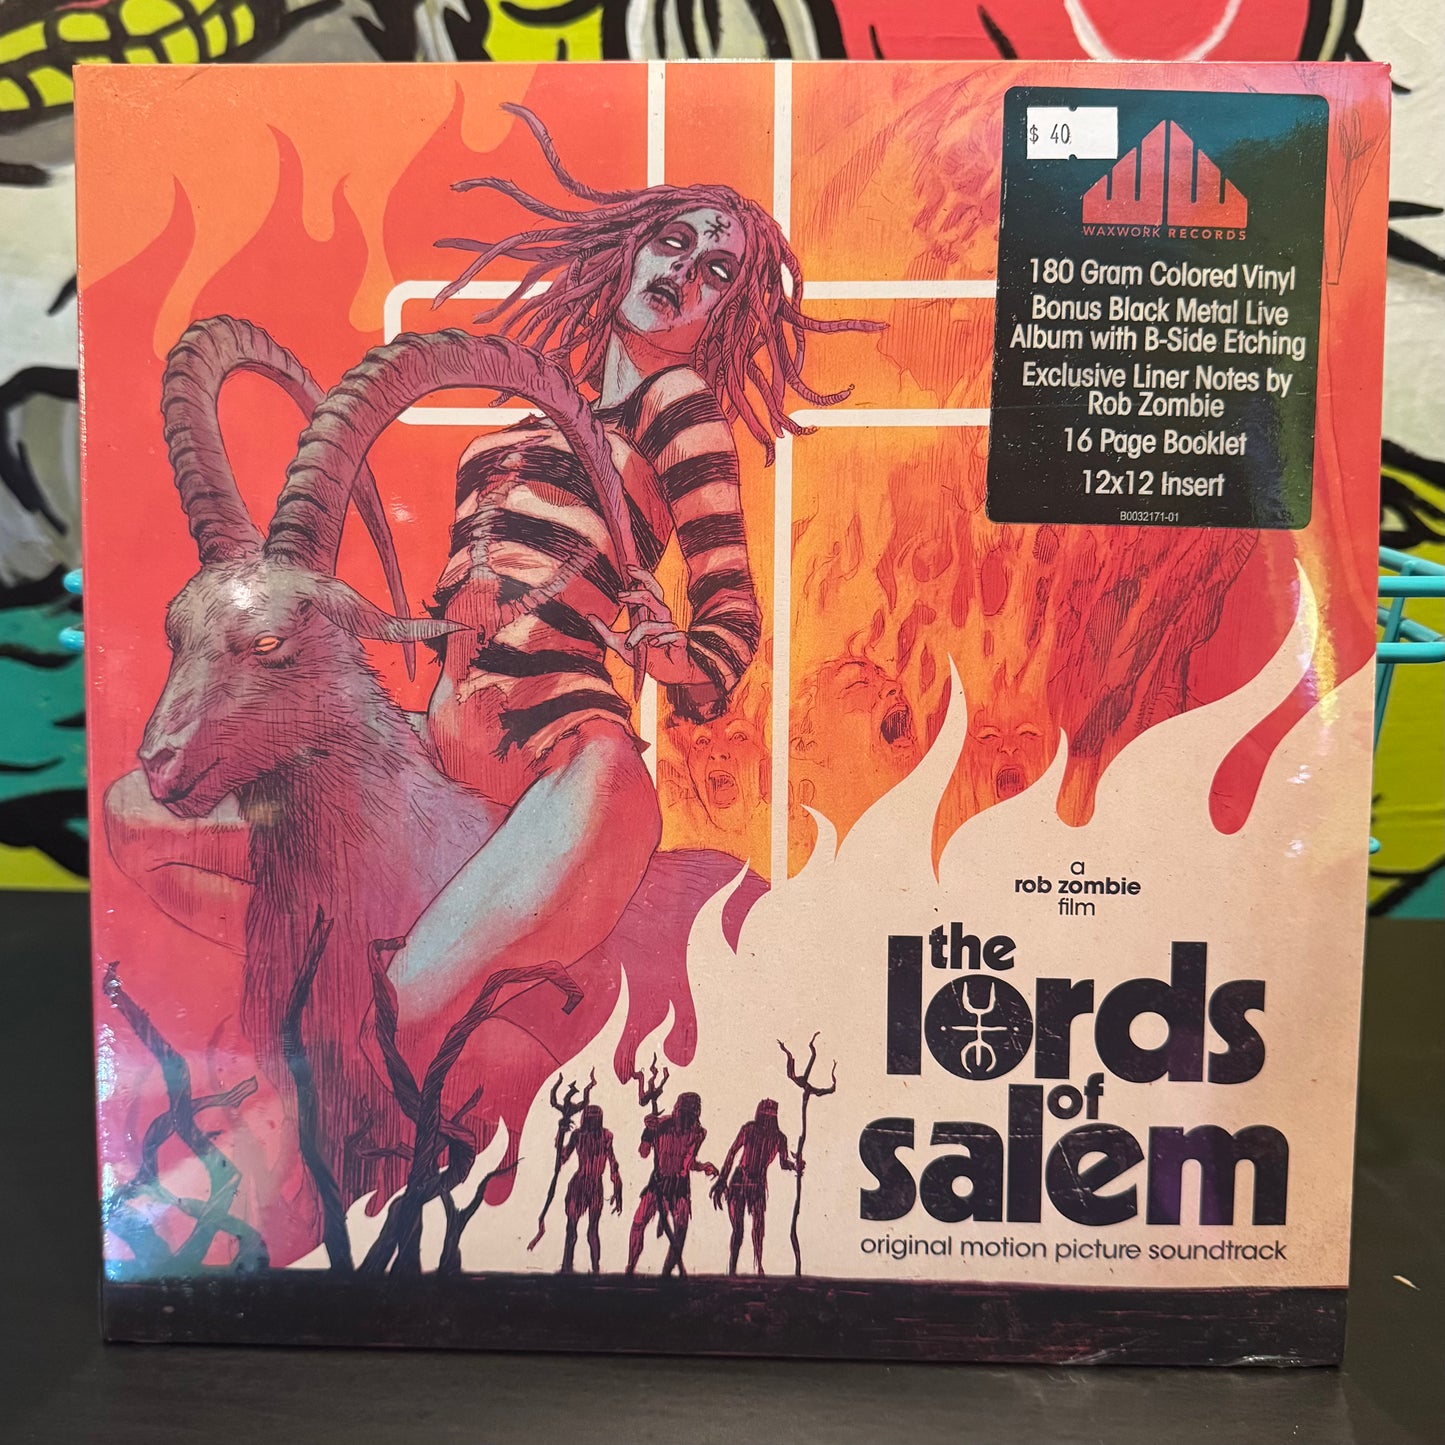 $ 40
WAXWORK RECORDS
180 Gram Colored Vinyl
Bonus Black Metal Live
Album with B-Side Etching
Exclusive Liner Notes by
Rob Zombie
16 Page Booklet
12x12 Insert
B0032171-01
a
rob zombie
film
the
lords
of
salem
original motion picture soundtrack